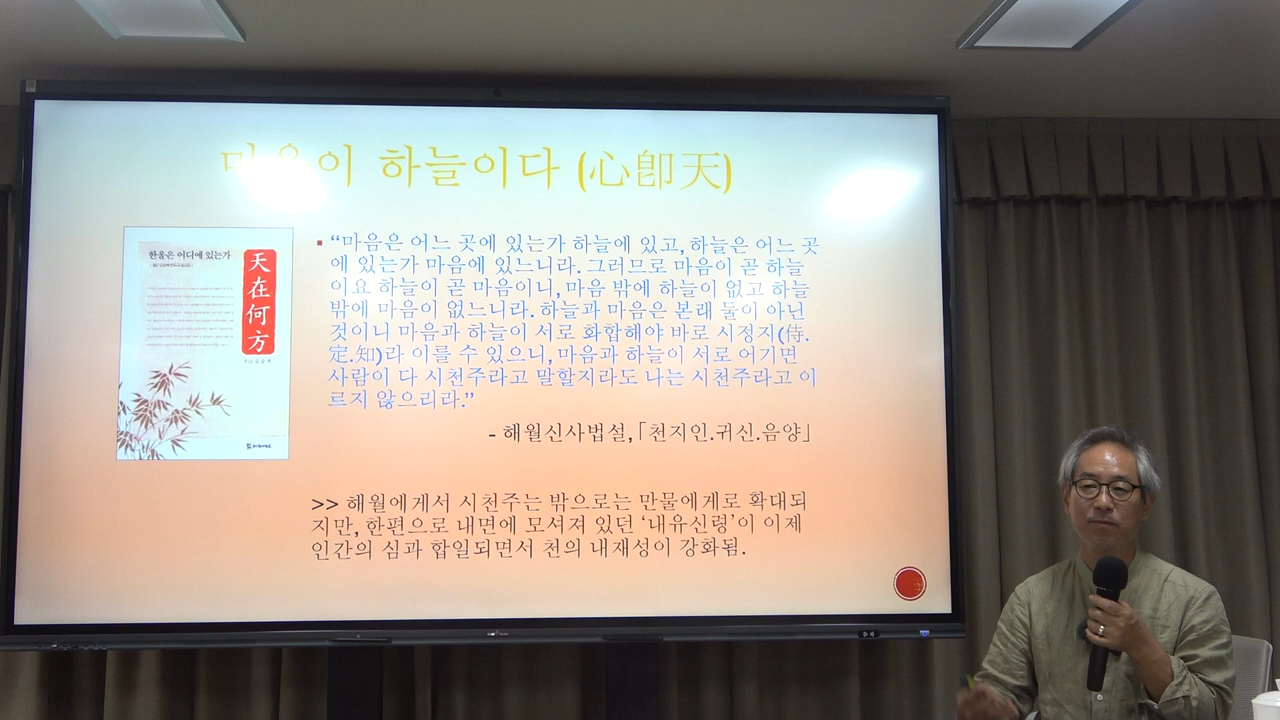 마음이 하늘이다 (心卽天)
한울은 어디에 있는가
天在何方
“마음은 어느 곳에 있는가 하늘에 있고, 하늘은 어느 곳
에 있는가 마음에 있느니라. 그러므로 마음이 곧 하늘
이요 하늘이 곧 마음이니, 마음 밖에 하늘이 없고 하늘
밖에 마음이 없느니라. 하늘과 마음은 본래 둘이 아닌
것이니 마음과 하늘이 서로 화합해야 바로 시정지(侍.
定.知)라 이를 수 있으니, 마음과 하늘이 서로 어기면
사람이 다 시천주라고 말할지라도 나는 시천주라고 이
르지 않으리라.”
- 해월신사법설, 「천지인.귀신.음양」
>> 해월에게서 시천주는 밖으로는 만물에게로 확대되
지만, 한편으로 내면에 모셔져 있던 ‘내유신령’이 이제
인간의 심과 합일되면서 천의 내재성이 강화됨.